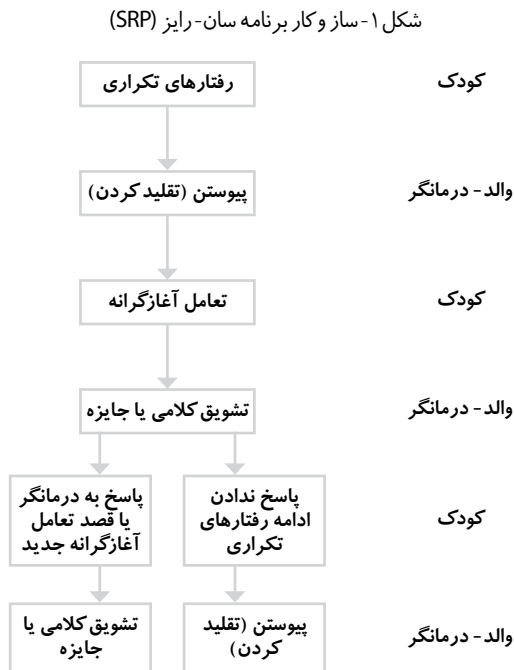 شکل ۱- ساز و کار برنامه سان-رایز (SRP)
کودک
رفتارهای تکراری
والد - درمانگر
پیوستن (تقلید کردن)
کودک
تعامل آغازگرانه
والد - درمانگر
تشویق کلامی یا جایزه
کودک
پاسخ ندادن
ادامه رفتارهای
تکراری
پاسخ به درمانگر
یا قصد تعامل
آغازگرانه جدید
والد - درمانگر
پیوستن (تقلید
کردن)
تشویق کلامی یا
جایزه